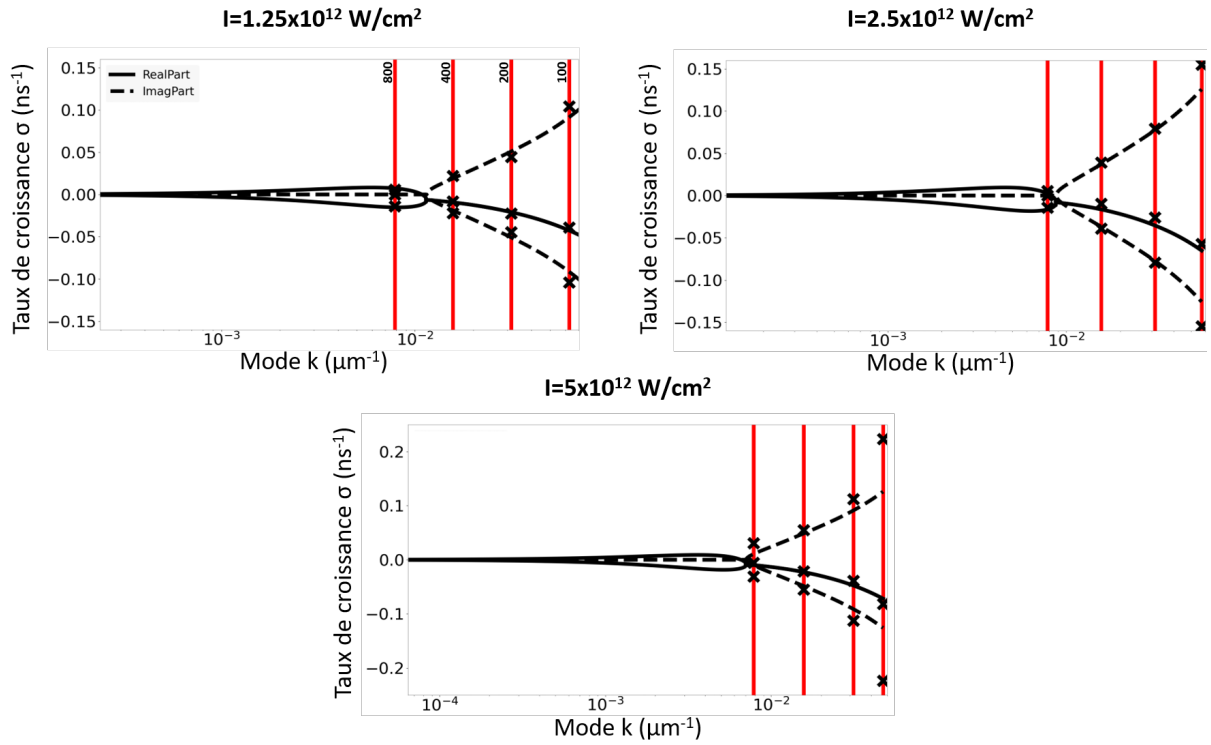 I=1.25x10¹² W/cm²
Taux de croissance σ (ns⁻¹)
0.15
0.10
0.05
0.00
−0.05
−0.10
−0.15
RealPart
ImagPart
800
400
200
100
10⁻³
10⁻²
Mode k (μm⁻¹)
I=2.5x10¹² W/cm²
Taux de croissance σ (ns⁻¹)
0.15
0.10
0.05
0.00
−0.05
−0.10
−0.15
10⁻³
10⁻²
Mode k (μm⁻¹)
I=5x10¹² W/cm²
Taux de croissance σ (ns⁻¹)
0.2
0.1
0.0
−0.1
−0.2
10⁻⁴
10⁻³
10⁻²
Mode k (μm⁻¹)